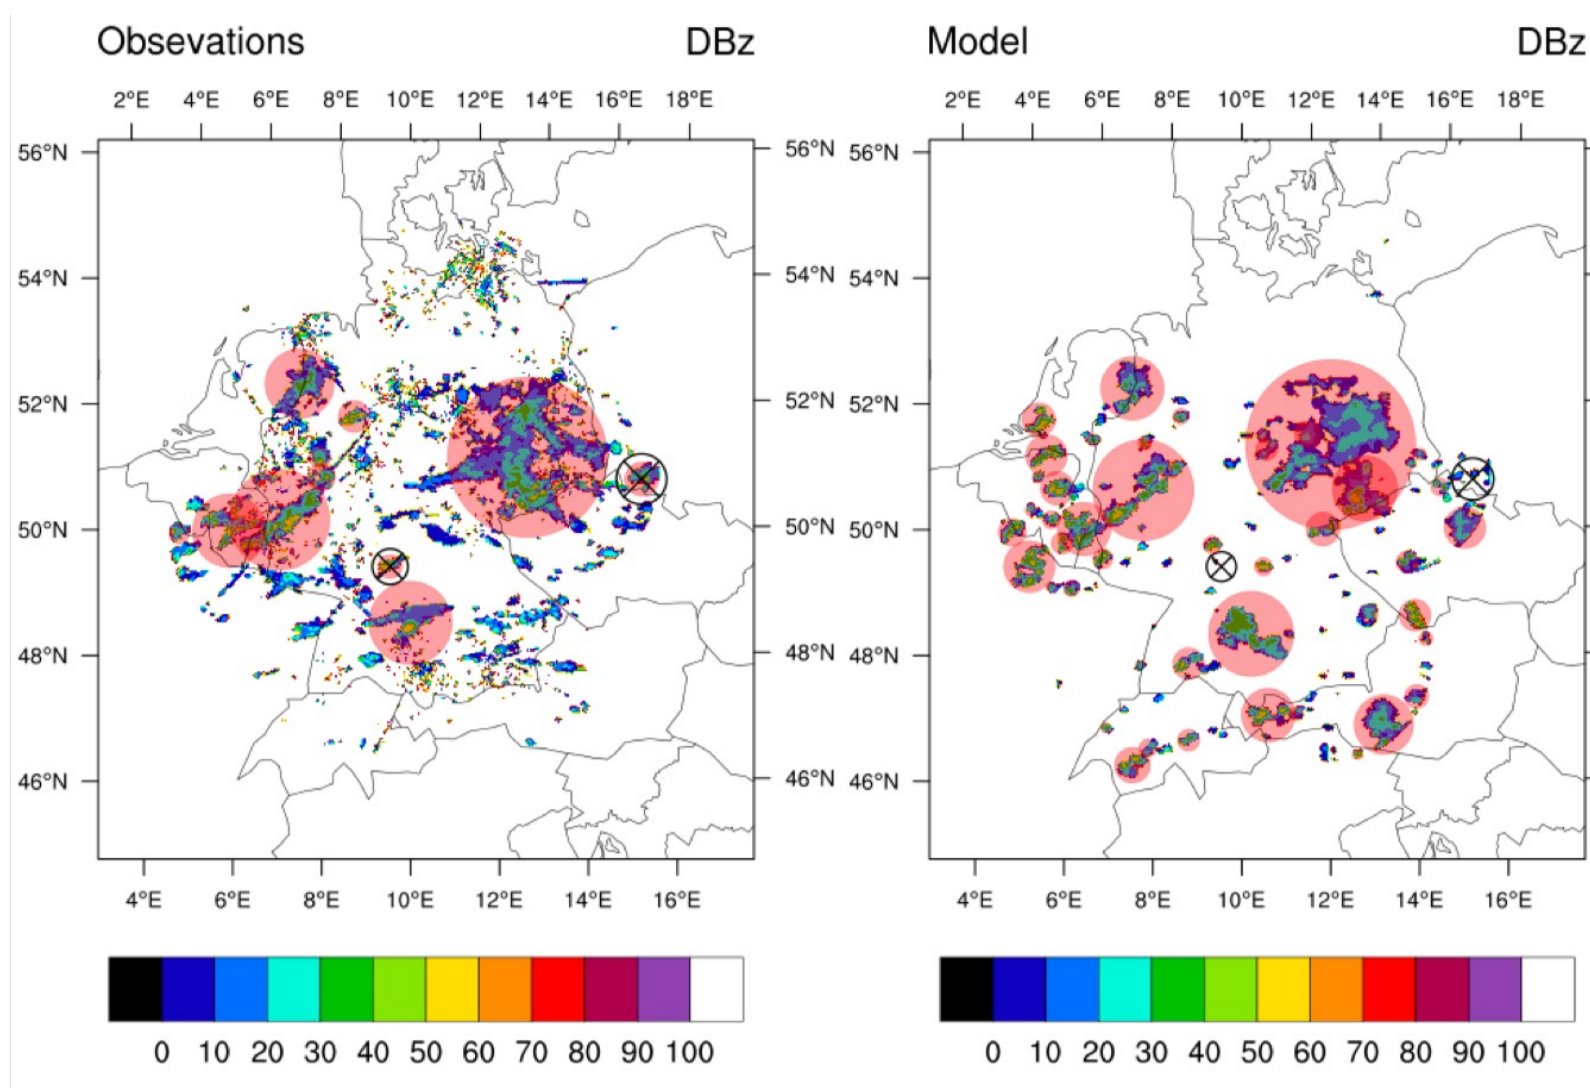 Obsevations DBz Model DBz
2°E 4°E 6°E 8°E 10°E 12°E 14°E 16°E 18°E 2°E 4°E 6°E 8°E 10°E 12°E 14°E 16°E 18°E
56°N 56°N 56°N
54°N 54°N 54°N
52°N 52°N 52°N
50°N 50°N 50°N
48°N 48°N 48°N
46°N 46°N 46°N
4°E 6°E 8°E 10°E 12°E 14°E 16°E 4°E 6°E 8°E 10°E 12°E 14°E 16°E
0 10 20 30 40 50 60 70 80 90 100 0 10 20 30 40 50 60 70 80 90 100